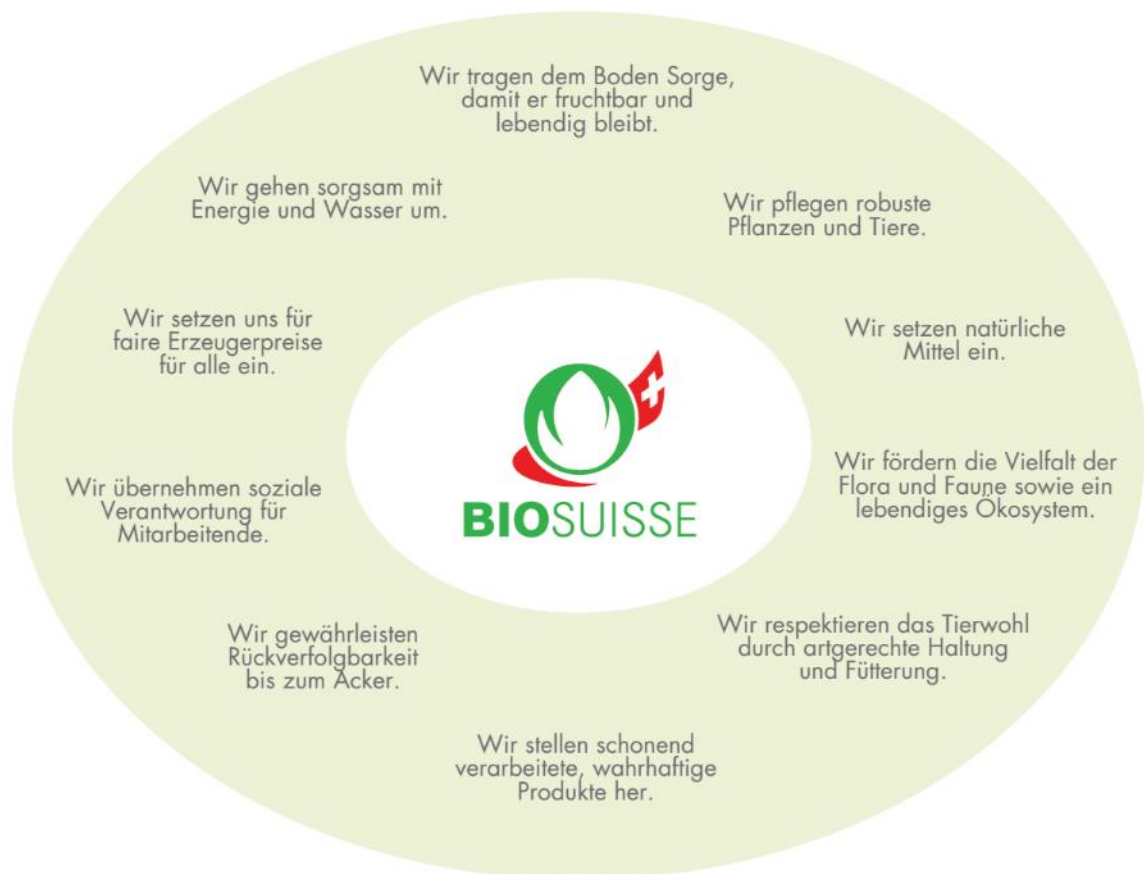 Wir tragen dem Boden Sorge,
damit er fruchtbar und
lebendig bleibt.
Wir gehen sorgsam mit
Energie und Wasser um.
Wir pflegen robuste
Pflanzen und Tiere.
Wir setzen uns für
faire Erzeugerpreise
für alle ein.
Wir setzen natürliche
Mittel ein.
BIOSUISSE
Wir übernehmen soziale
Verantwortung für
Mitarbeitende.
Wir fördern die Vielfalt der
Flora und Faune sowie ein
lebendiges Ökosystem.
Wir gewährleisten
Rückverfolgbarkeit
bis zum Acker.
Wir respektieren das Tierwohl
durch artgerechte Haltung
und Fütterung.
Wir stellen schonend
verarbeitete, wahrhaftige
Produkte her.